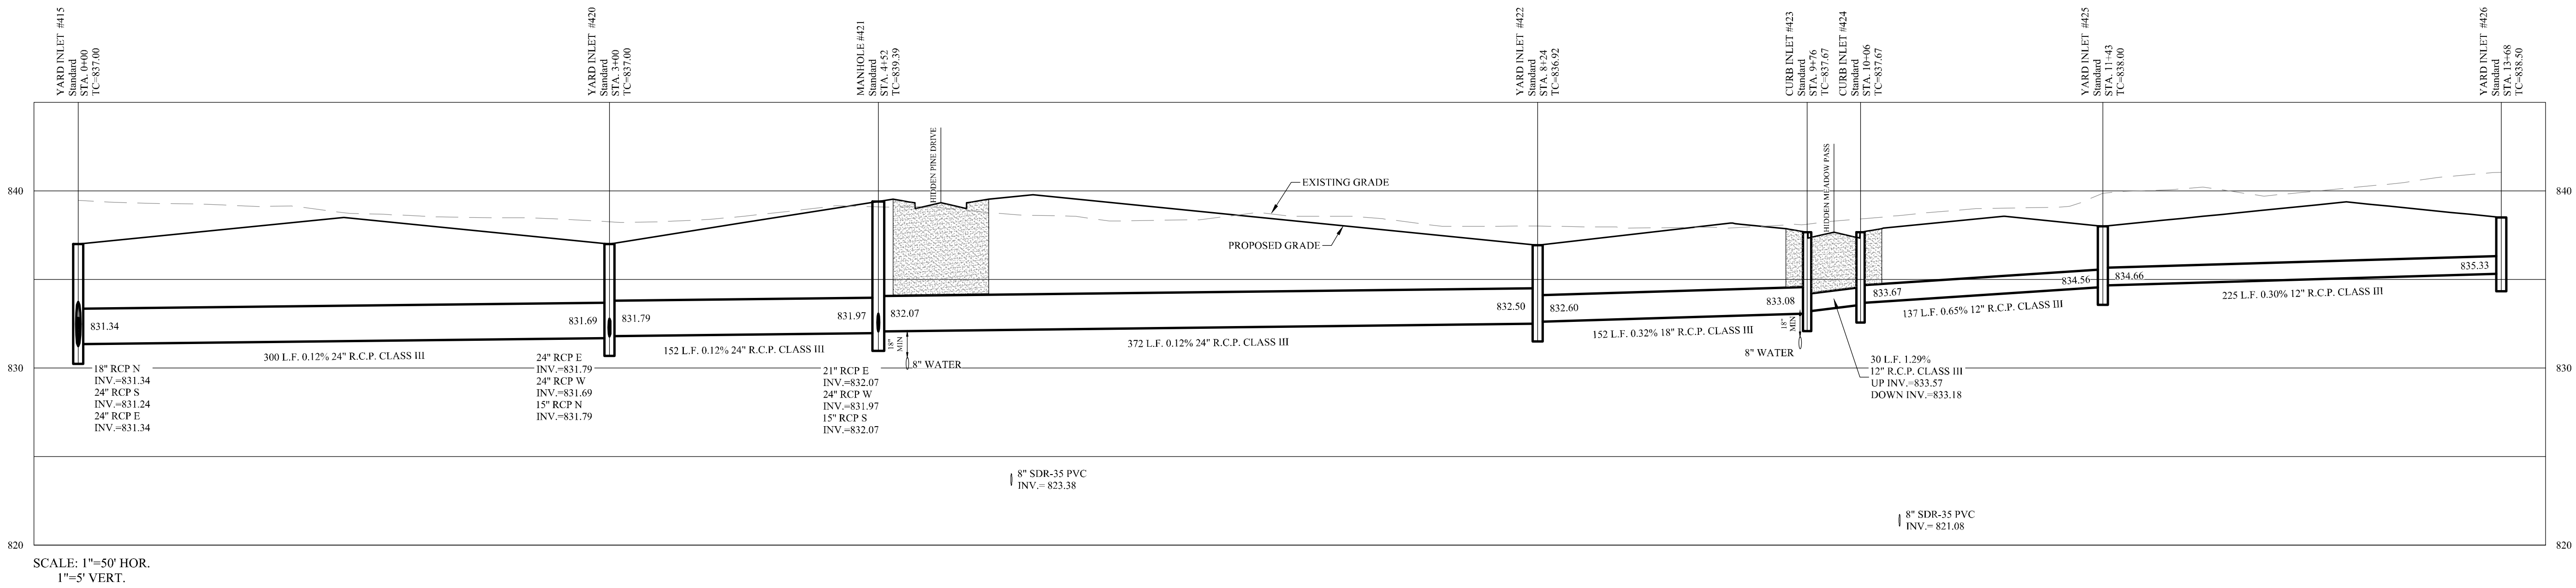 YARD INLET #415
Standard
STA. 0+00
TC=837.00
YARD INLET #420
Standard
STA. 3+00
TC=837.00
MANHOLE #421
Standard
STA. 4+52
TC=839.39
YARD INLET #422
Standard
STA. 8+24
TC=836.92
CURB INLET #423
Standard
STA. 9+76
TC=837.67
CURB INLET #424
Standard
STA. 10+06
TC=837.67
YARD INLET #425
Standard
STA. 11+43
TC=838.00
YARD INLET #426
Standard
STA. 13+68
TC=838.50
HIDDEN PINE DRIVE
HIDDEN MEADOW PASS
840
840
EXISTING GRADE
PROPOSED GRADE
831.34
831.69
831.79
831.97
832.07
832.50
832.60
833.08
833.67
834.56
834.66
835.33
300 L.F. 0.12% 24" R.C.P. CLASS III
152 L.F. 0.12% 24" R.C.P. CLASS III
18"
MIN
372 L.F. 0.12% 24" R.C.P. CLASS III
152 L.F. 0.32% 18" R.C.P. CLASS III
18"
MIN
137 L.F. 0.65% 12" R.C.P. CLASS III
225 L.F. 0.30% 12" R.C.P. CLASS III
8" WATER
8" WATER
830
830
18" RCP N
INV.=831.34
24" RCP S
INV.=831.24
24" RCP E
INV.=831.34
24" RCP E
INV.=831.79
24" RCP W
INV.=831.69
15" RCP N
INV.=831.79
21" RCP E
INV.=832.07
24" RCP W
INV.=831.97
15" RCP S
INV.=832.07
30 L.F. 1.29%
12" R.C.P. CLASS III
UP INV.=833.57
DOWN INV.=833.18
8" SDR-35 PVC
INV.= 823.38
8" SDR-35 PVC
INV.= 821.08
820
820
SCALE: 1"=50' HOR.
1"=5' VERT.